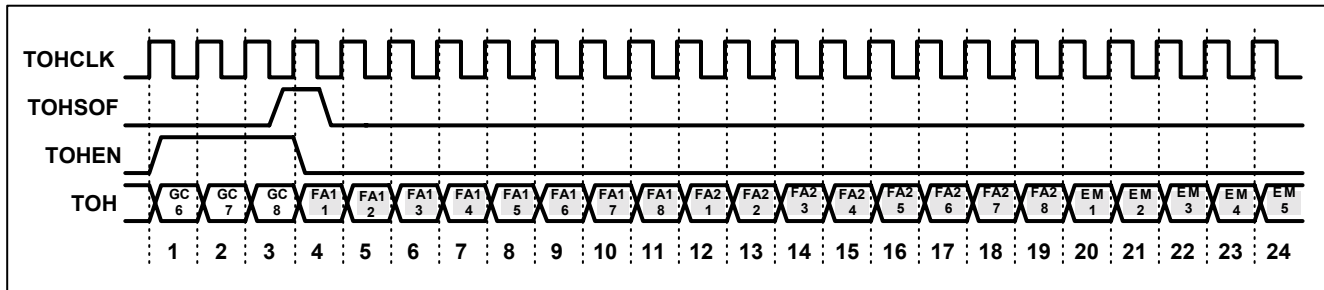 TOHCLK
TOHSOF
TOHEN
TOH
GC 6
GC 7
GC 8
FA1 1
FA1 2
FA1 3
FA1 4
FA1 5
FA1 6
FA1 7
FA1 8
FA2 1
FA2 2
FA2 3
FA2 4
FA2 5
FA2 6
FA2 7
FA2 8
EM 1
EM 2
EM 3
EM 4
EM 5
1 2 3 4 5 6 7 8 9 10 11 12 13 14 15 16 17 18 19 20 21 22 23 24